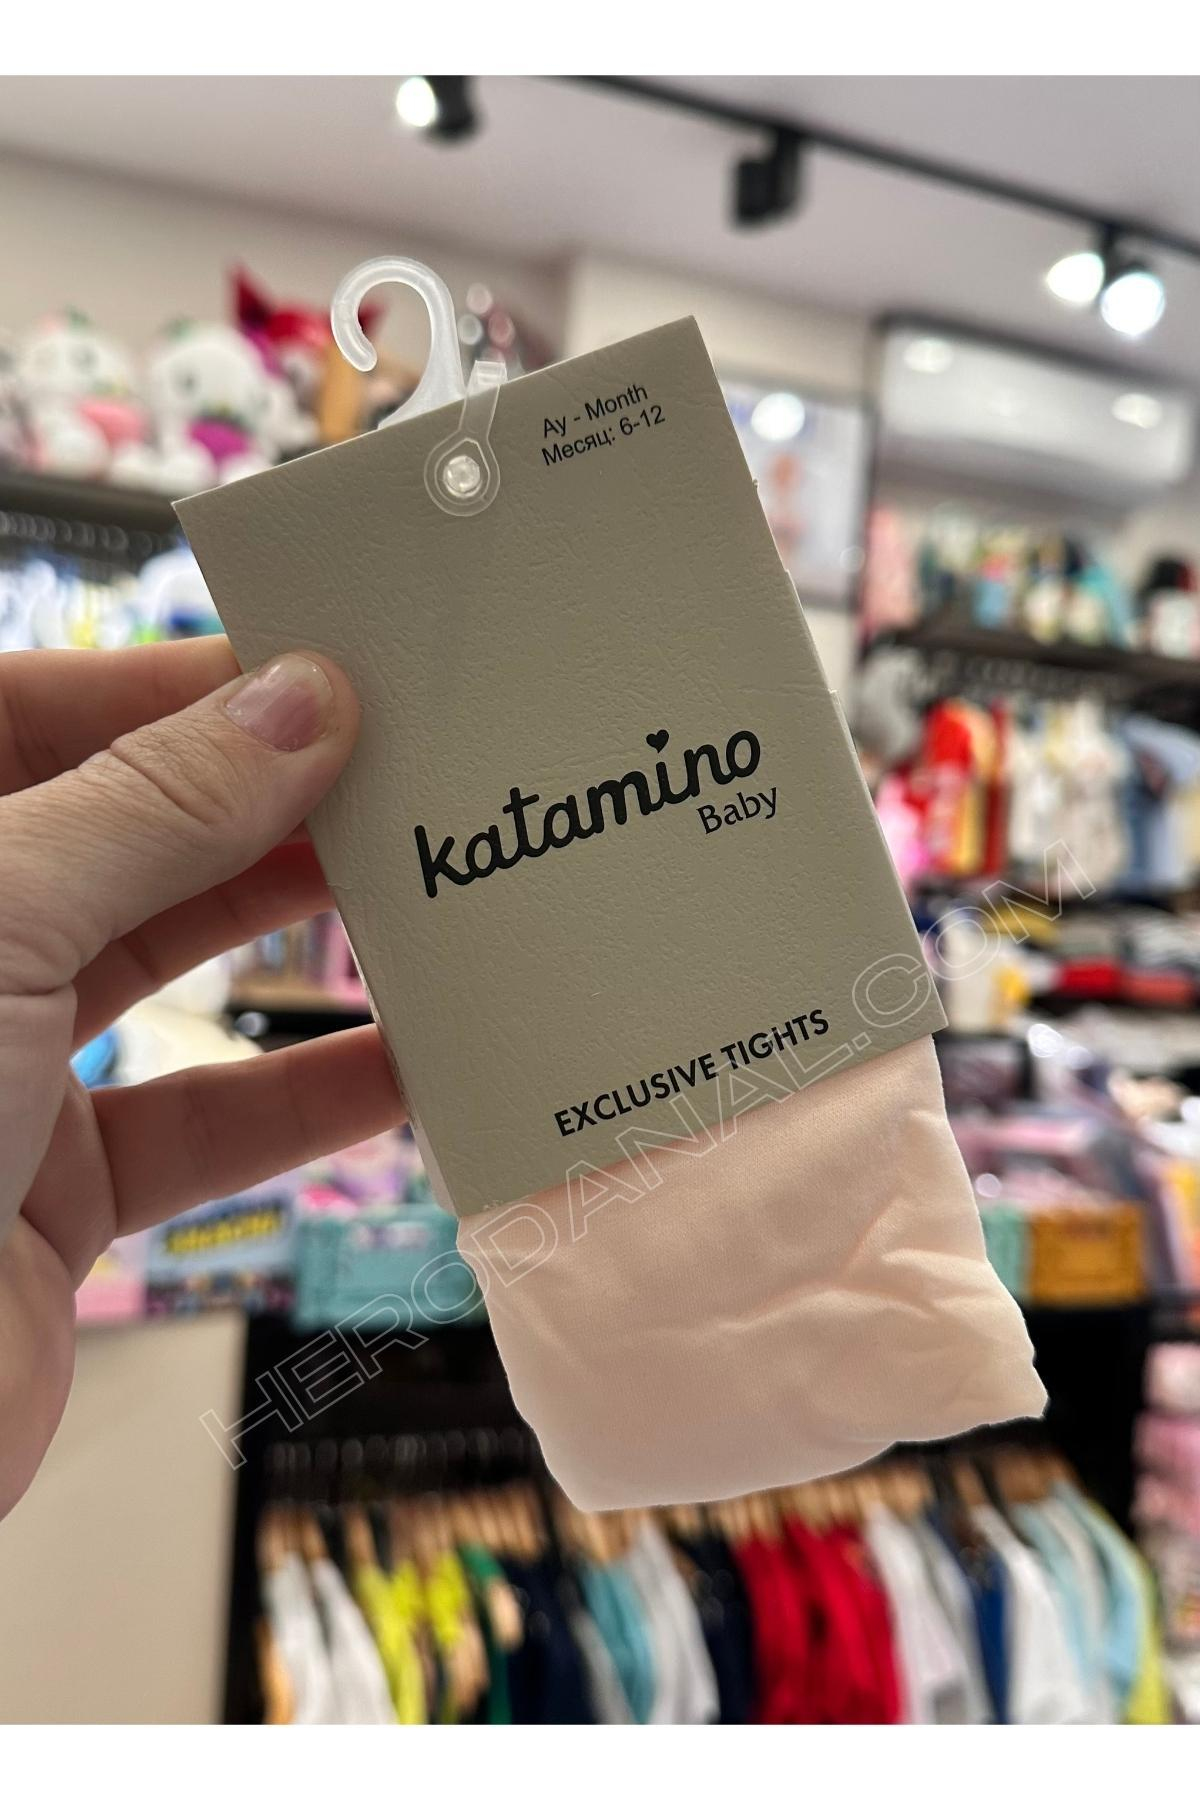 Ay - Month
Месяц: 6-12
katamino
Baby
EXCLUSIVE TIGHTS
HERODANAL.COM